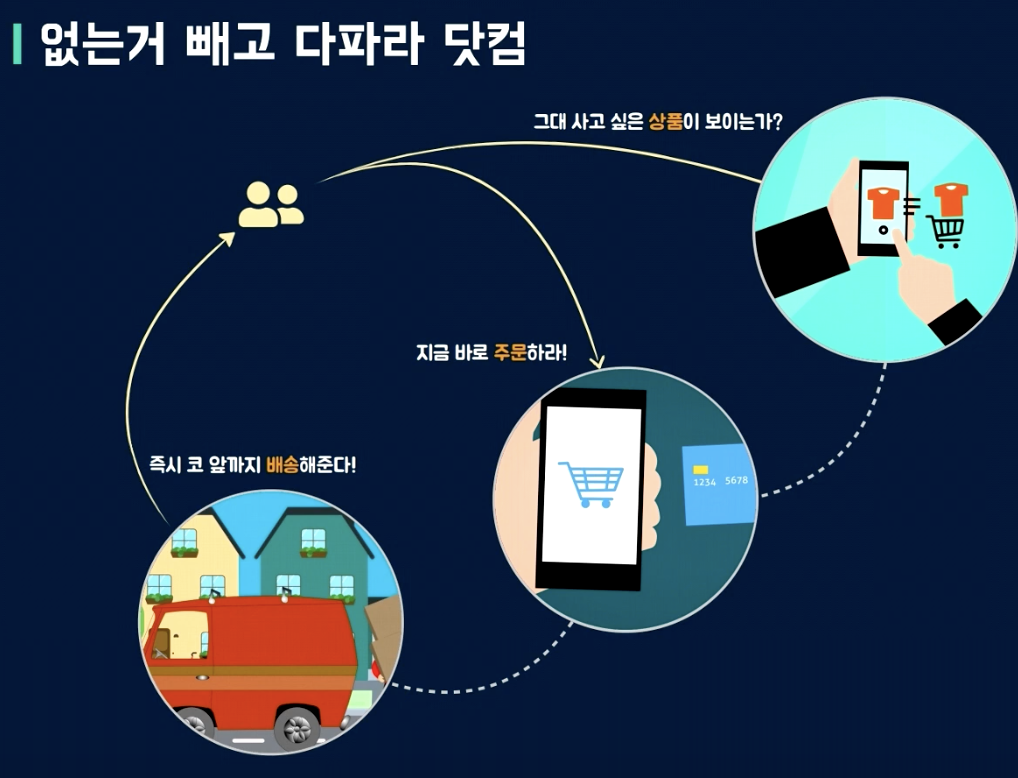 없는거 빼고 다파라 닷컴
그대 사고 싶은 상품이 보이는가?
지금 바로 주문하라!
1234 5678
즉시 코 앞까지 배송해준다!